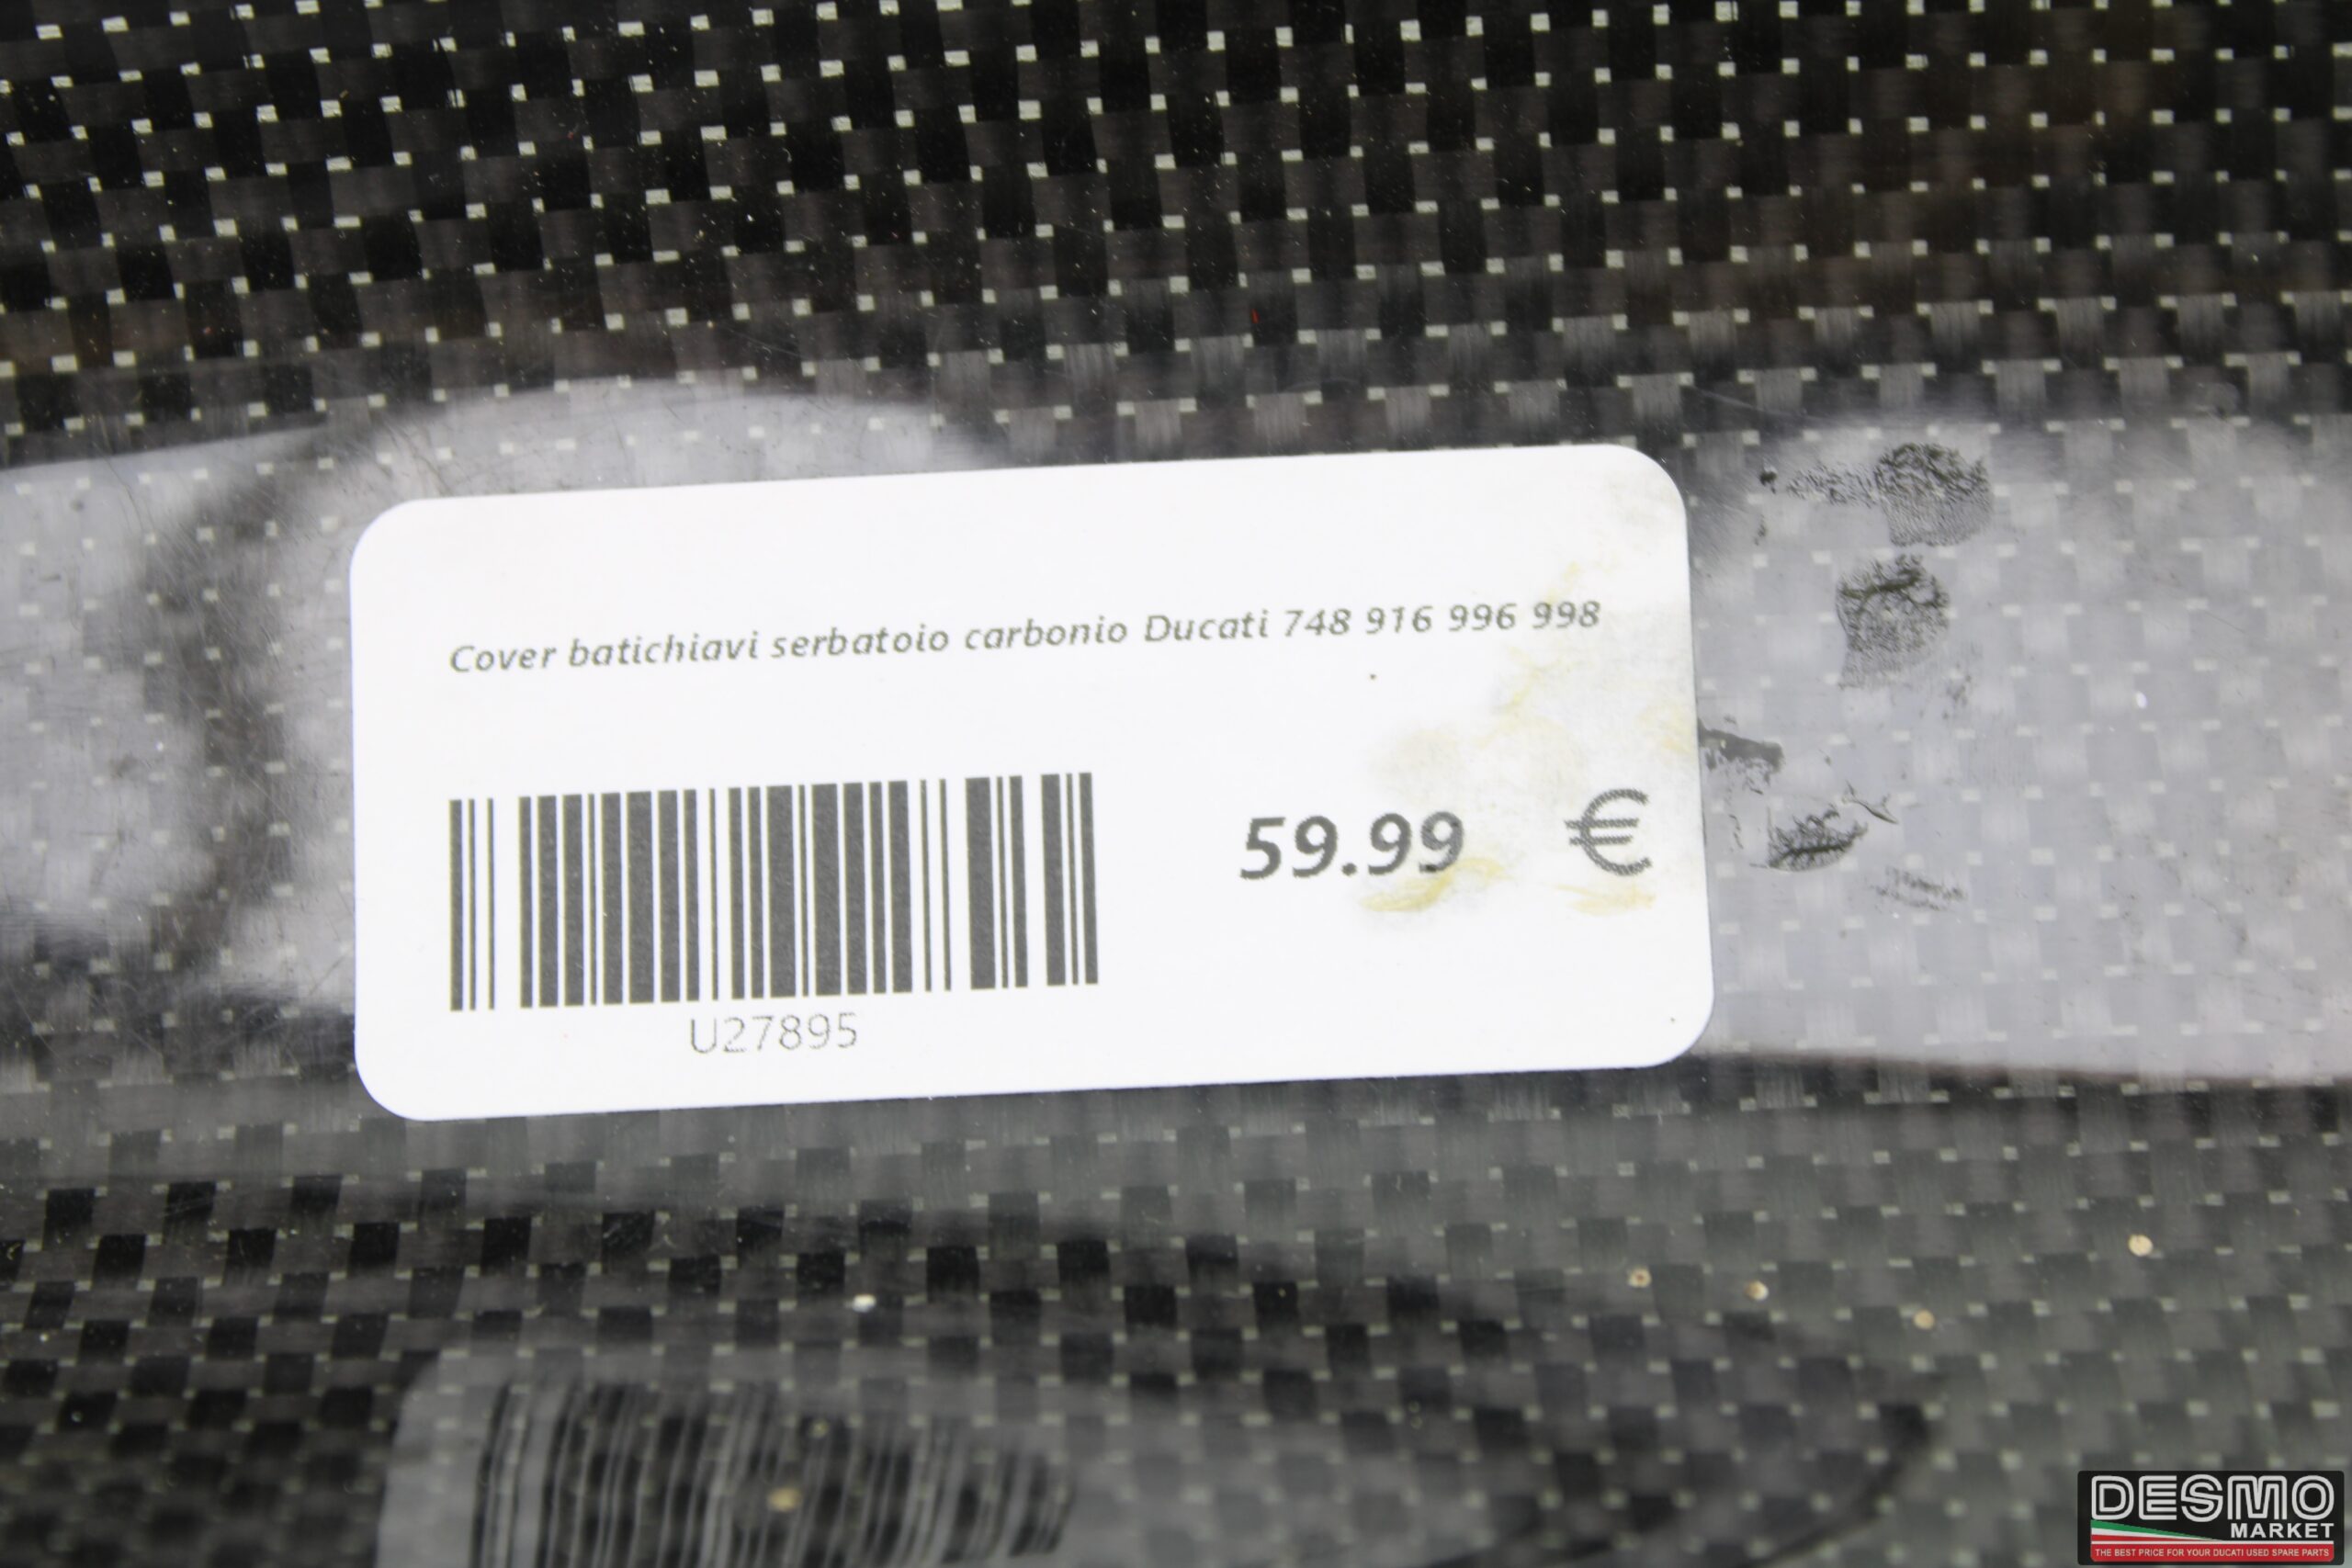 Cover batichiavi serbatoio carbonio Ducati 748 916 996 998
59.99 €
U27895
DESMO
MARKET
THE BEST PRICE FOR YOUR DUCATI USED SPARE PARTS